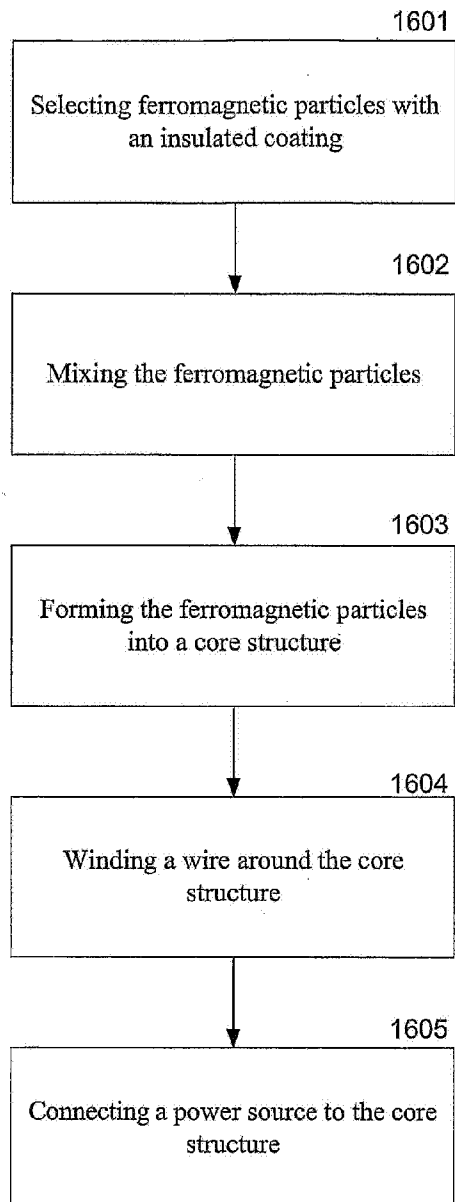 1601
Selecting ferromagnetic particles with
an insulated coating
1602
Mixing the ferromagnetic particles
1603
Forming the ferromagnetic particles
into a core structure
1604
Winding a wire around the core
structure
1605
Connecting a power source to the core
structure